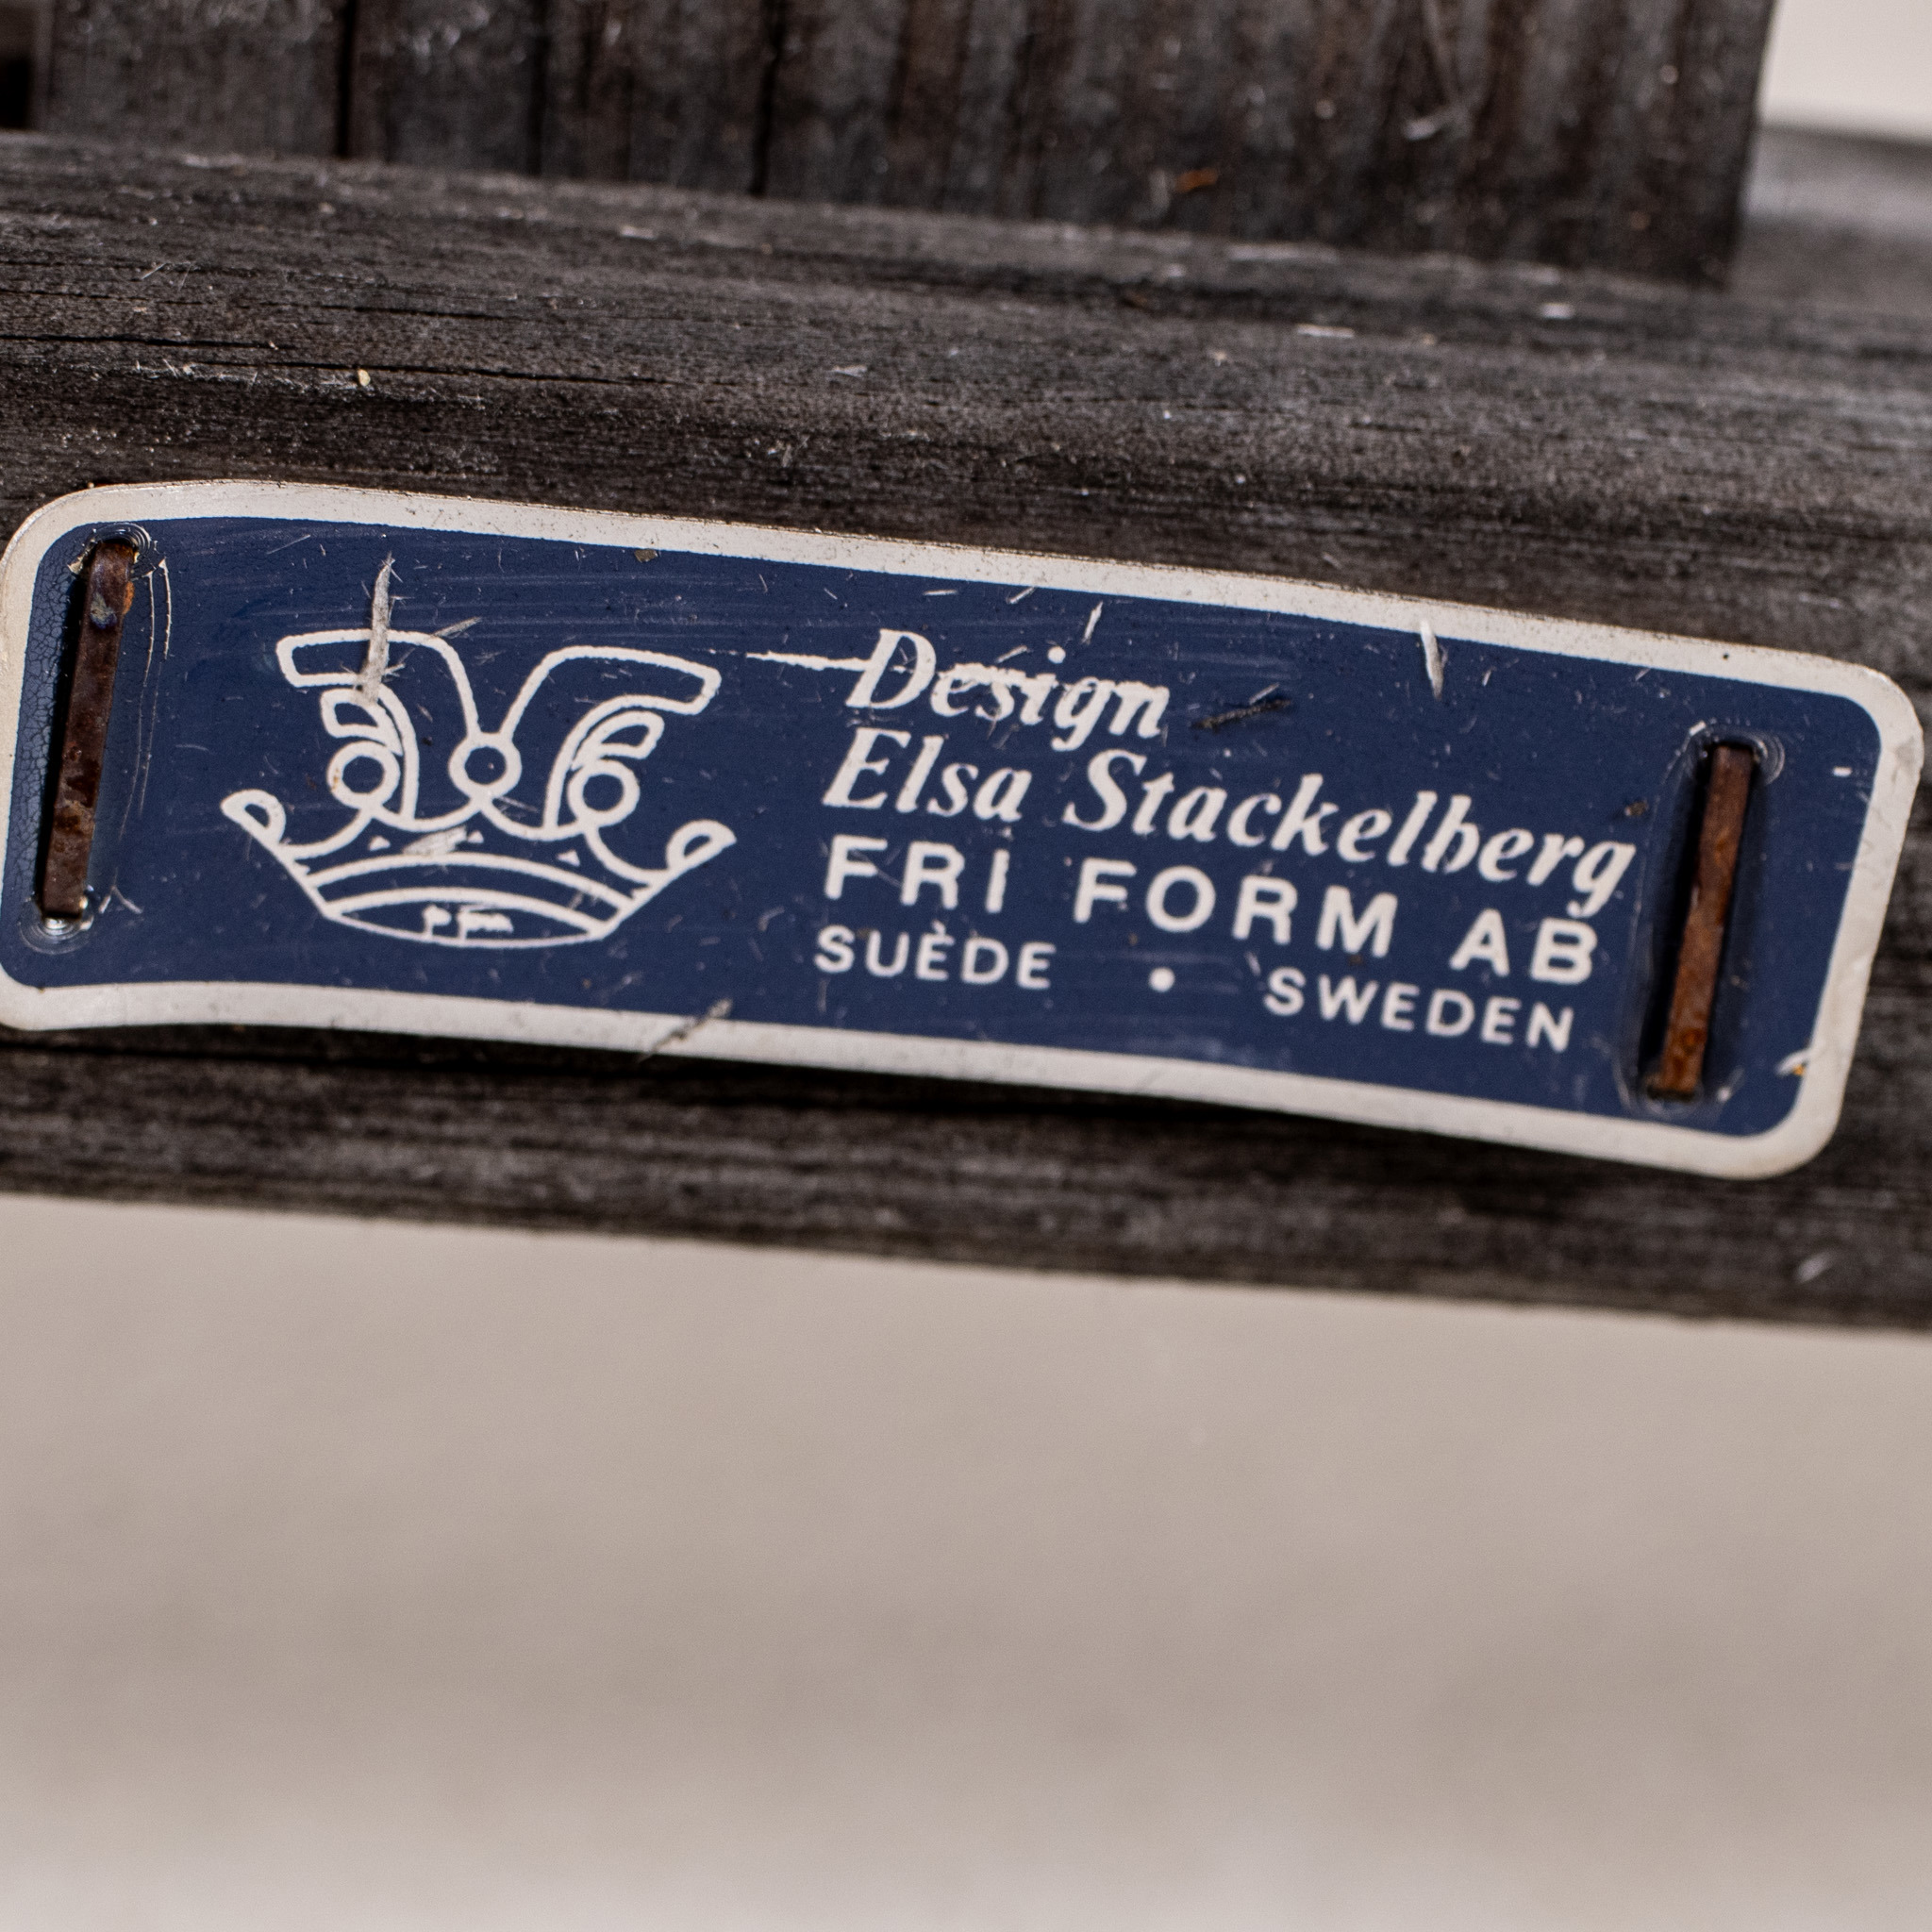 Design
Elsa Stackelberg
FRI FORM AB
SUÈDE • SWEDEN